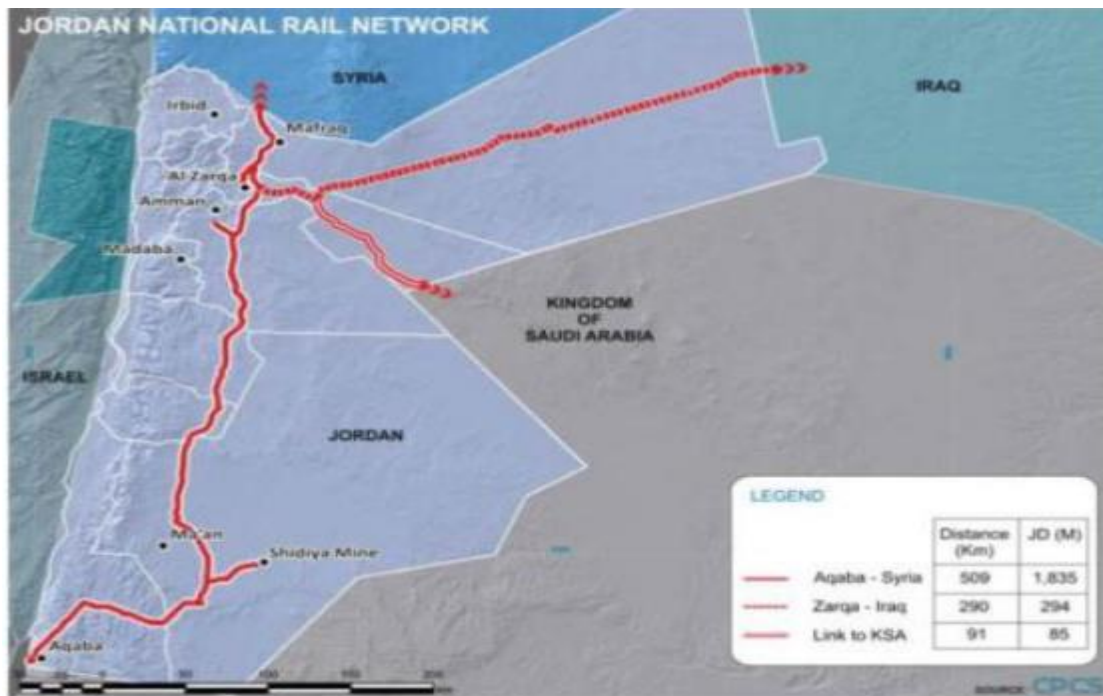 JORDAN NATIONAL RAIL NETWORK
SYRIA
IRAQ
Irbid
Mafraq
Al-Zarqa
Amman
Madaba
KINGDOM
OF
SAUDI ARABIA
ISRAEL
JORDAN
Ma'an
Shidiya Mine
Aqaba
LEGEND
Distance (Km) JD (M)
Aqaba - Syria 509 1,835
Zarqa - Iraq 290 294
Link to KSA 91 85
SOURCE: CPCS